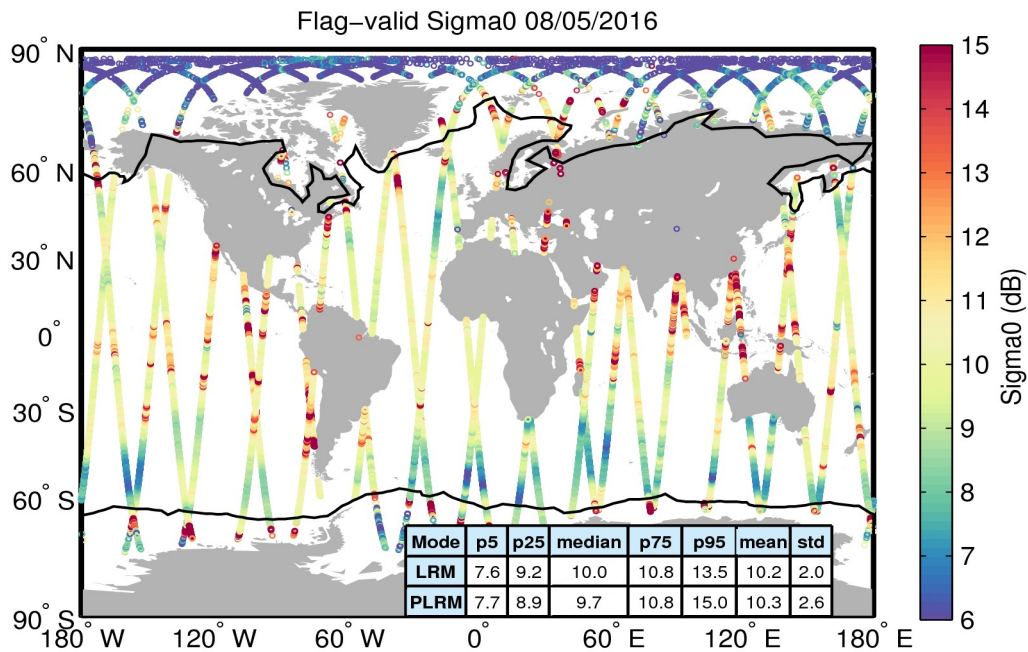 Flag−valid Sigma0 08/05/2016
90° N
60° N
30° N
0°
30° S
60° S
90° S
180° W
120° W
60° W
0°
60° E
120° E
180° E
Mode p5 p25 median p75 p95 mean std
LRM 7.6 9.2 10.0 10.8 13.5 10.2 2.0
PLRM 7.7 8.9 9.7 10.8 15.0 10.3 2.6
15
14
13
12
11
10
9
8
7
6
Sigma0 (dB)